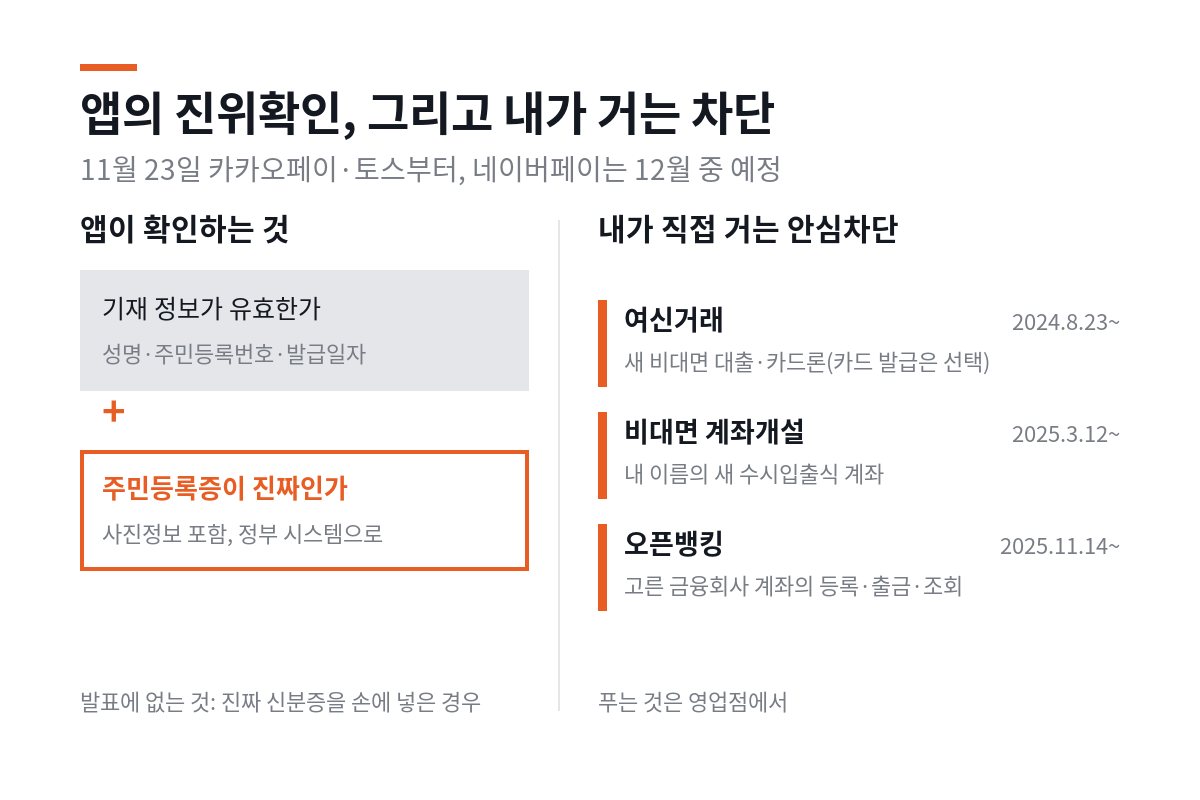 앱의 진위확인, 그리고 내가 거는 차단
11월 23일 카카오페이·토스부터, 네이버페이는 12월 중 예정
앱이 확인하는 것
기재 정보가 유효한가
성명·주민등록번호·발급일자
+
주민등록증이 진짜인가
사진정보 포함, 정부 시스템으로
발표에 없는 것: 진짜 신분증을 손에 넣은 경우
내가 직접 거는 안심차단
여신거래 2024.8.23~
새 비대면 대출·카드론(카드 발급은 선택)
비대면 계좌개설 2025.3.12~
내 이름의 새 수시입출식 계좌
오픈뱅킹 2025.11.14~
고른 금융회사 계좌의 등록·출금·조회
푸는 것은 영업점에서